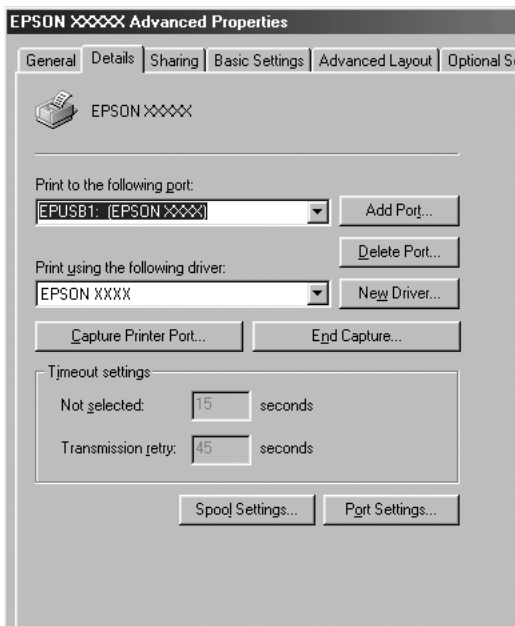 EPSON XXXXX Advanced Properties
General Details Sharing Basic Settings Advanced Layout Optional S
EPSON XXXXX
Print to the following port:
EPUSB1: (EPSON XXXX) Add Port...
Delete Port...
Print using the following driver:
EPSON XXXX New Driver...
Capture Printer Port... End Capture...
Timeout settings
Not selected: 15 seconds
Transmission retry: 45 seconds
Spool Settings... Port Settings...